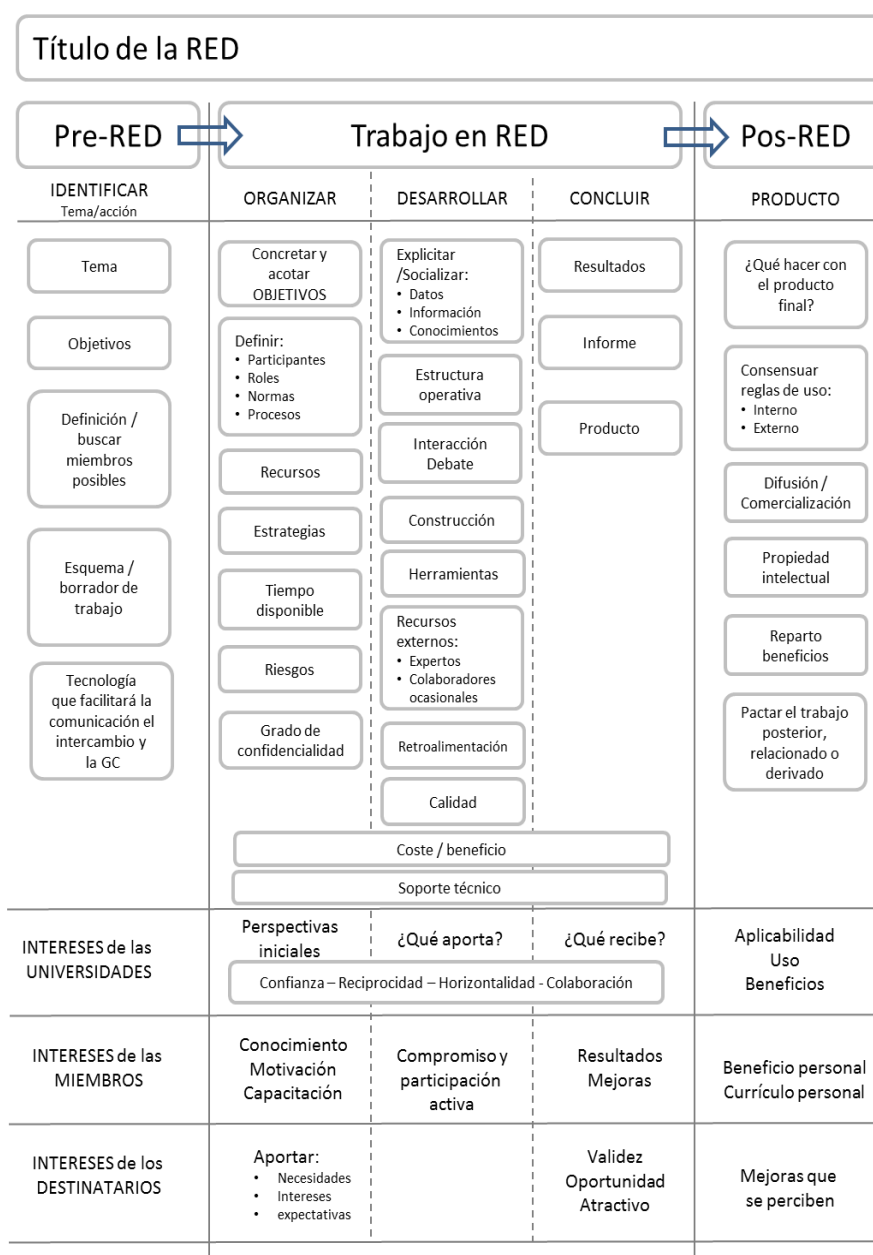 Título de la RED
Pre-RED
Trabajo en RED
Pos-RED
IDENTIFICAR
Tema/acción
ORGANIZAR
DESARROLLAR
CONCLUIR
PRODUCTO
Tema
Objetivos
Definición /
buscar
miembros
posibles
Esquema /
borrador de
trabajo
Tecnología
que facilitará la
comunicación el
intercambio y
la GC
Concretar y
acotar
OBJETIVOS
Definir:
• Participantes
• Roles
• Normas
• Procesos
Recursos
Estrategias
Tiempo
disponible
Riesgos
Grado de
confidencialidad
Explicitar
/Socializar:
• Datos
• Información
• Conocimientos
Estructura
operativa
Interacción
Debate
Construcción
Herramientas
Recursos
externos:
• Expertos
• Colaboradores
ocasionales
Retroalimentación
Calidad
Resultados
Informe
Producto
¿Qué hacer con
el producto
final?
Consensuar
reglas de uso:
• Interno
• Externo
Difusión /
Comercialización
Propiedad
intelectual
Reparto
beneficios
Pactar el trabajo
posterior,
relacionado o
derivado
Coste / beneficio
Soporte técnico
INTERESES de las
UNIVERSIDADES
Perspectivas
iniciales
¿Qué aporta?
¿Qué recibe?
Confianza – Reciprocidad – Horizontalidad - Colaboración
Aplicabilidad
Uso
Beneficios
INTERESES de las
MIEMBROS
Conocimiento
Motivación
Capacitación
Compromiso y
participación
activa
Resultados
Mejoras
Beneficio personal
Currículo personal
INTERESES de los
DESTINATARIOS
Aportar:
• Necesidades
• Intereses
• expectativas
Validez
Oportunidad
Atractivo
Mejoras que
se perciben